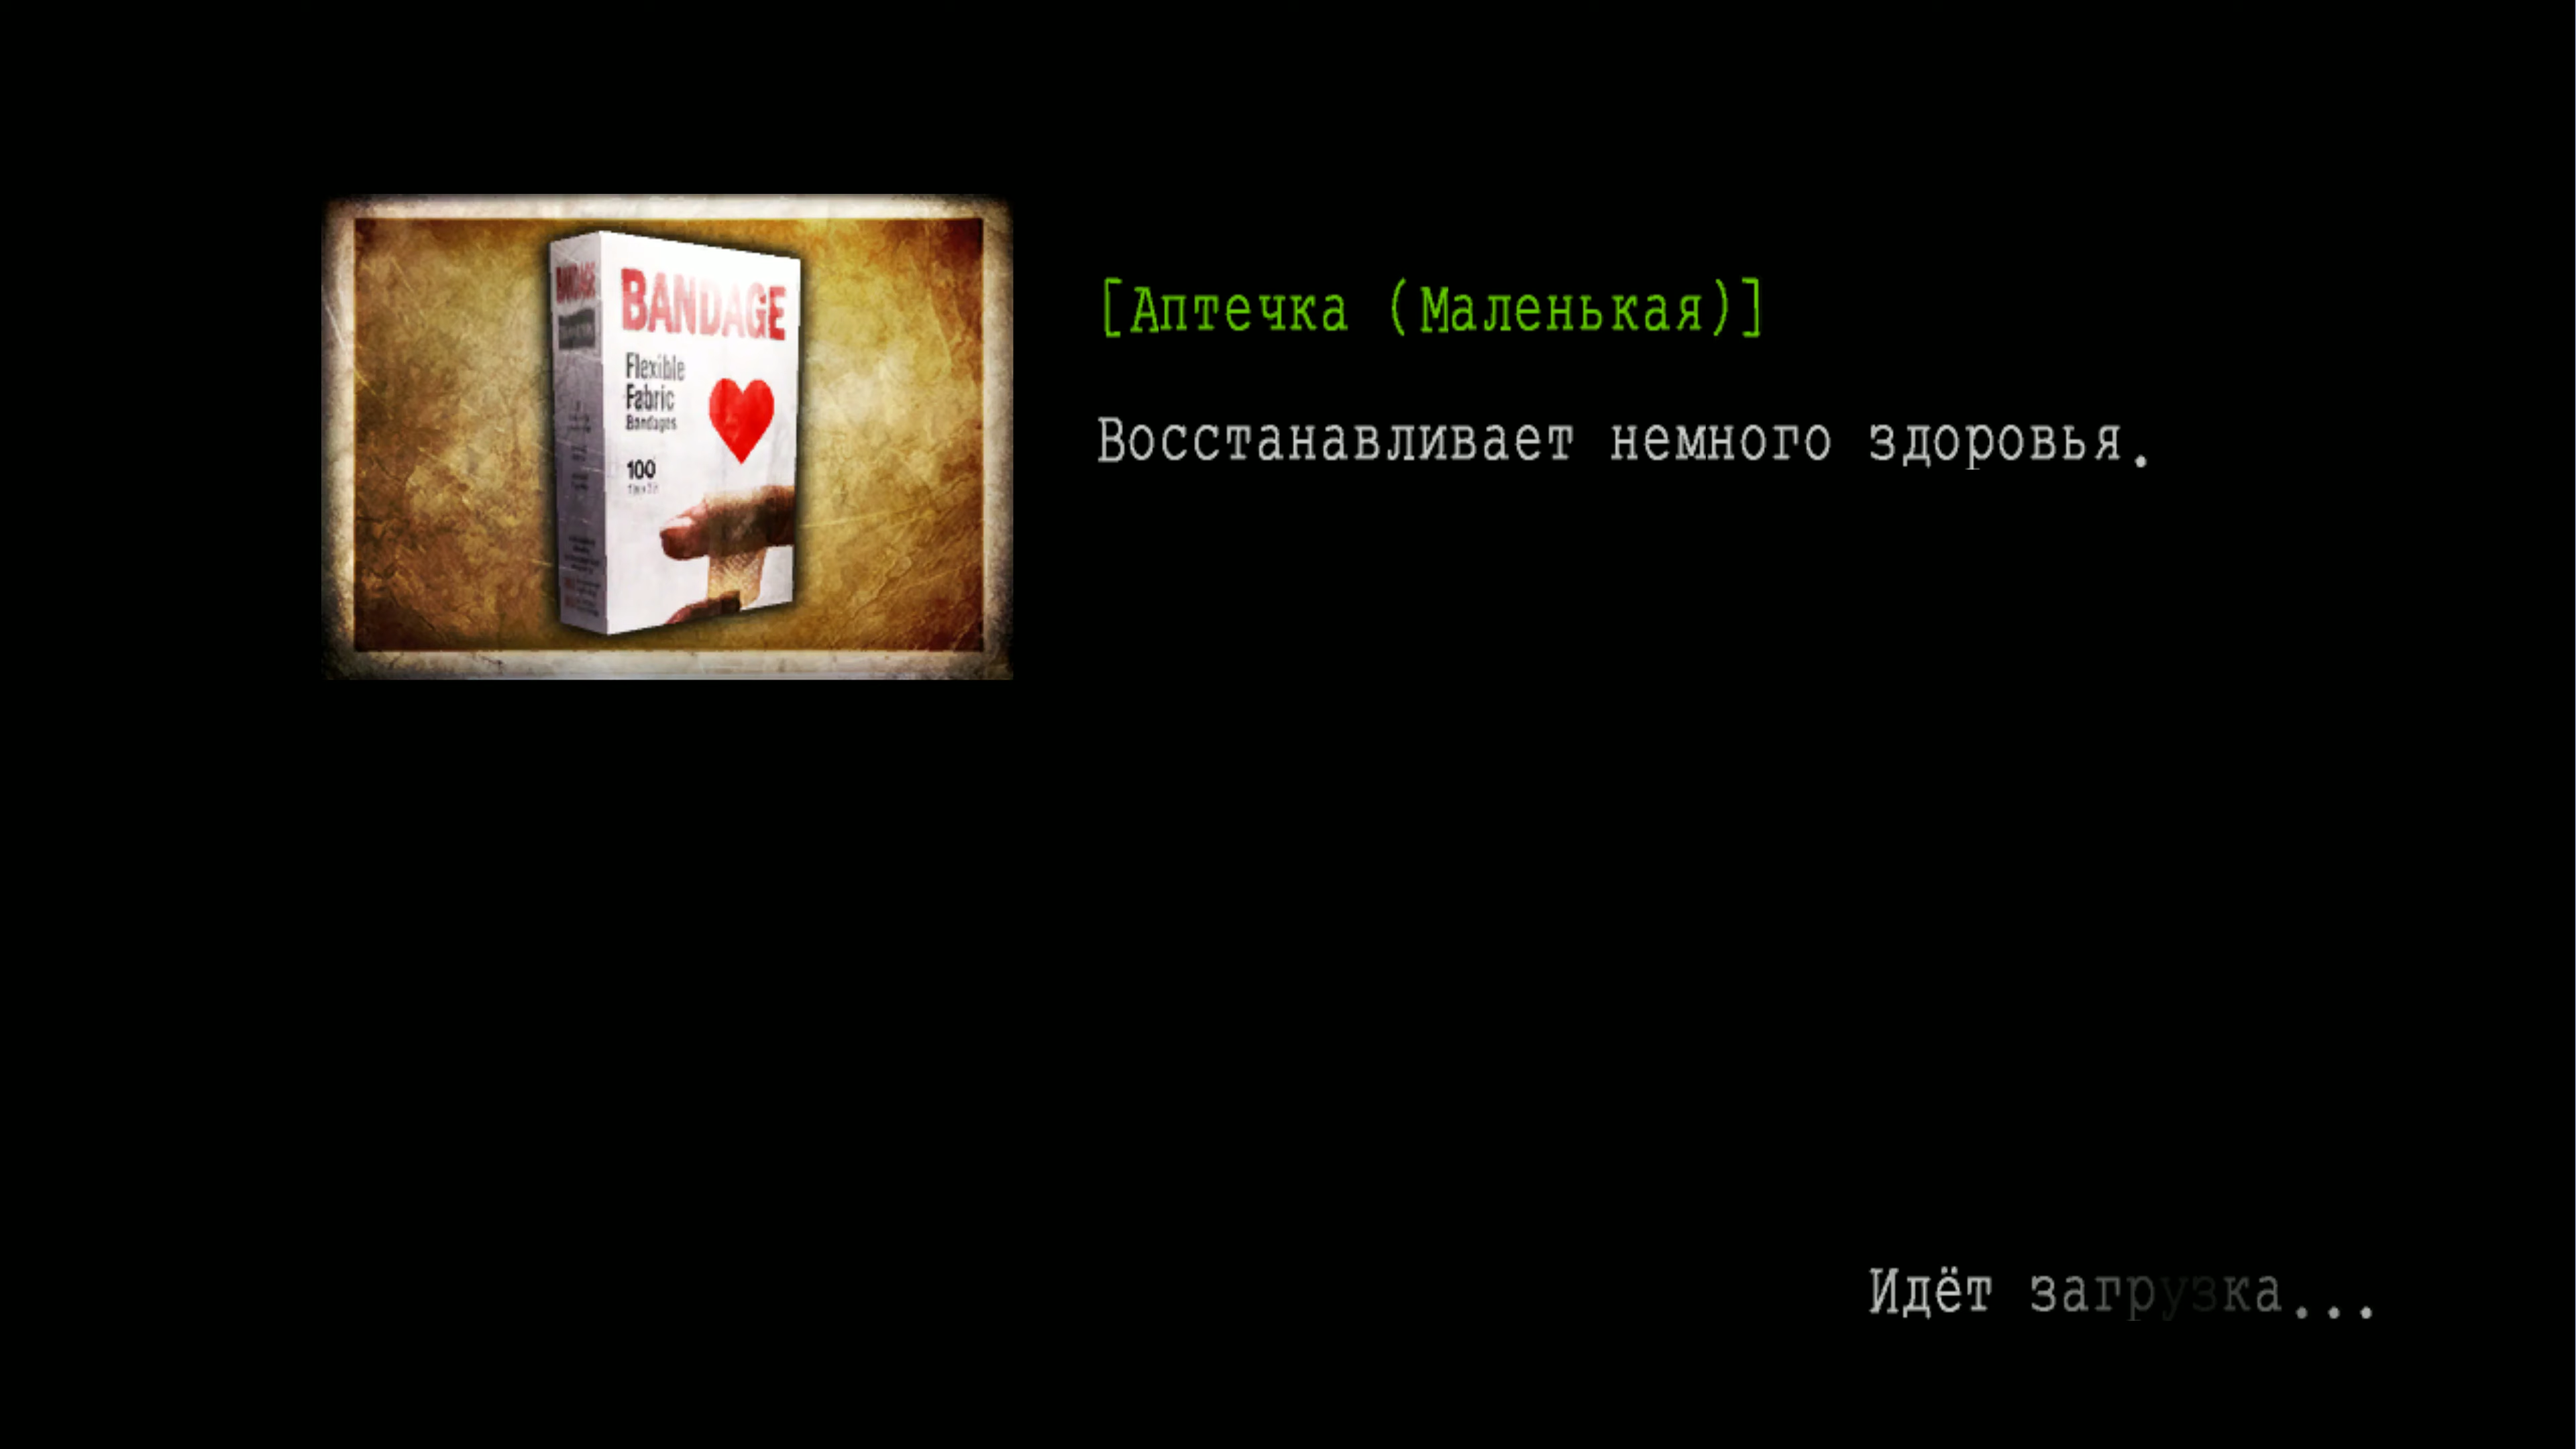 BANDAGE
Flexible
Fabric
Bandages
100
[Аптечка (Маленькая)]
Восстанавливает немного здоровья.
Идёт загрузка...